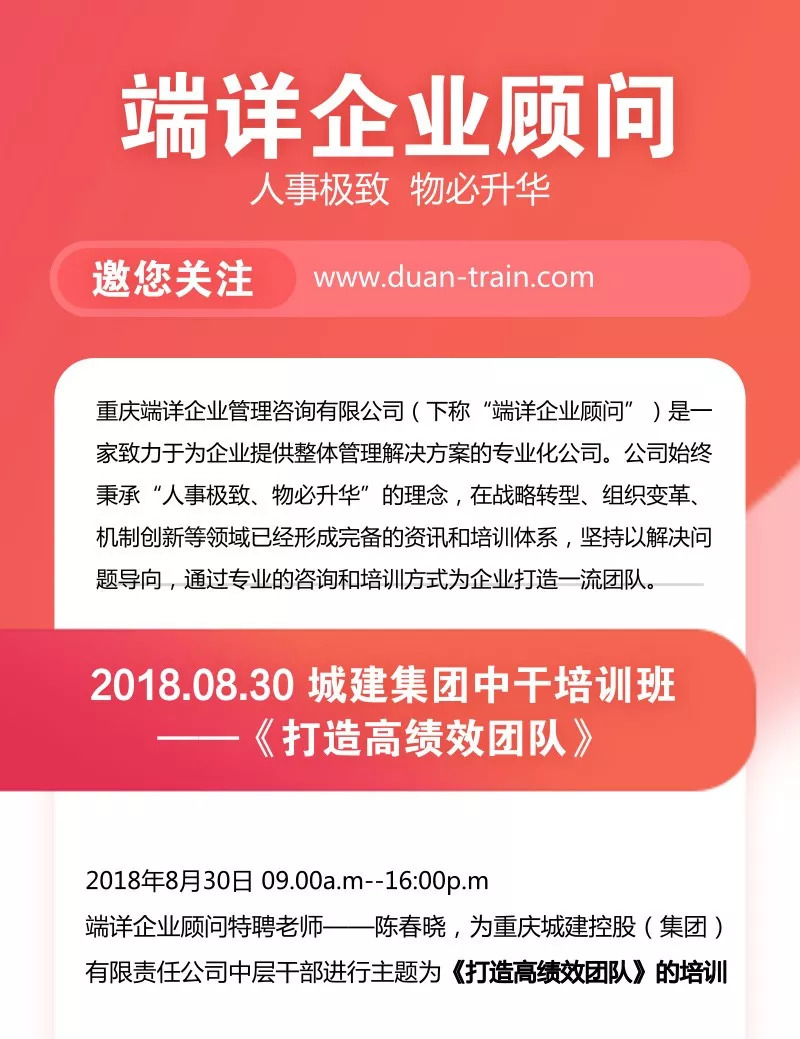 端详企业顾问
人事极致 物必升华
邀您关注 www.duan-train.com
重庆端详企业管理咨询有限公司（下称“端详企业顾问”）是一
家致力于为企业提供整体管理解决方案的专业化公司。公司始终
秉承“人事极致、物必升华”的理念，在战略转型、组织变革、
机制创新等领域已经形成完备的资讯和培训体系，坚持以解决问
题导向，通过专业的咨询和培训方式为企业打造一流团队。
2018.08.30 城建集团中干培训班
——《打造高绩效团队》
2018年8月30日 09.00a.m--16:00p.m
端详企业顾问特聘老师——陈春晓，为重庆城建控股（集团）
有限责任公司中层干部进行主题为《打造高绩效团队》的培训